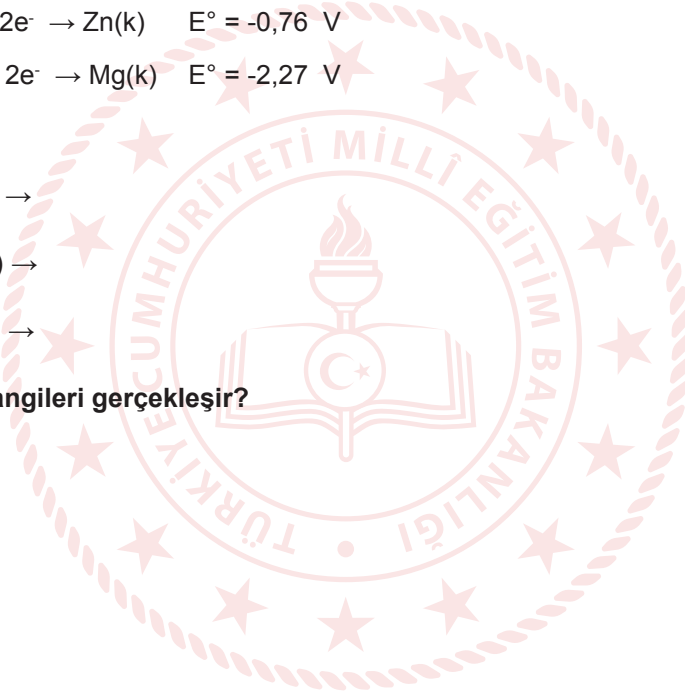 2e⁻ → Zn(k) E° = -0,76 V
2e⁻ → Mg(k) E° = -2,27 V
→
) →
→
angileri gerçekleşir?
TÜRKİYE CUMHURİYETİ MİLLÎ EĞİTİM BAKANLIĞI